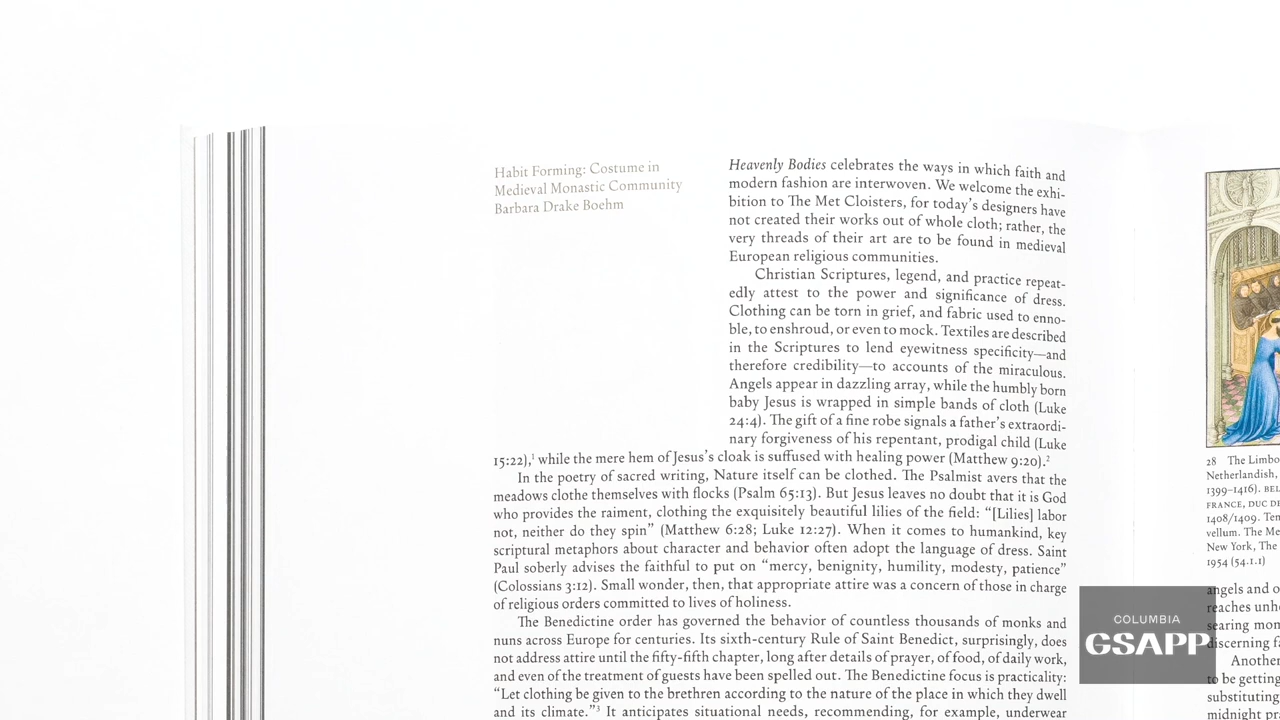 Habit Forming: Costume in
Medieval Monastic Community
Barbara Drake Boehm
Heavenly Bodies celebrates the ways in which faith and
modern fashion are interwoven. We welcome the exhi-
bition to The Met Cloisters, for today's designers have
not created their works out of whole cloth; rather, the
very threads of their art are to be found in medieval
European religious communities.
Christian Scriptures, legend, and practice repeat-
edly attest to the power and significance of dress.
Clothing can be torn in grief, and fabric used to enno-
ble, to enshroud, or even to mock. Textiles are described
in the Scriptures to lend eyewitness specificity—and
therefore credibility—to accounts of the miraculous.
Angels appear in dazzling array, while the humbly born
baby Jesus is wrapped in simple bands of cloth (Luke
24:4). The gift of a fine robe signals a father's extraordi-
nary forgiveness of his repentant, prodigal child (Luke
15:22),¹ while the mere hem of Jesus's cloak is suffused with healing power (Matthew 9:20).²
In the poetry of sacred writing, Nature itself can be clothed. The Psalmist avers that the
meadows clothe themselves with flocks (Psalm 65:13). But Jesus leaves no doubt that it is God
who provides the raiment, clothing the exquisitely beautiful lilies of the field: "[Lilies] labor
not, neither do they spin" (Matthew 6:28; Luke 12:27). When it comes to humankind, key
scriptural metaphors about character and behavior often adopt the language of dress. Saint
Paul soberly advises the faithful to put on "mercy, benignity, humility, modesty, patience"
(Colossians 3:12). Small wonder, then, that appropriate attire was a concern of those in charge
of religious orders committed to lives of holiness.
The Benedictine order has governed the behavior of countless thousands of monks and
nuns across Europe for centuries. Its sixth-century Rule of Saint Benedict, surprisingly, does
not address attire until the fifty-fifth chapter, long after details of prayer, of food, of daily work,
and even of the treatment of guests have been spelled out. The Benedictine focus is practicality:
"Let clothing be given to the brethren according to the nature of the place in which they dwell
and its climate."³ It anticipates situational needs, recommending, for example, underwear
28 The Limbo
Netherlandish,
1399–1416). BEL
FRANCE, DUC DE
1408/1409. Tem
vellum. The Me
New York, The
1954 (54.1.1)
angels and o
reaches unh
searing mon
discerning fa
Another
to be getting
substituting
midnight po
COLUMBIA
GSAPP